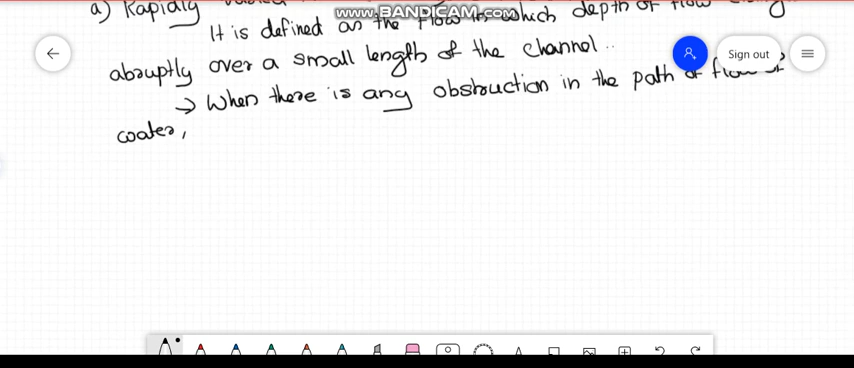 a) Rapidly
www.BANDICAM.com
It is defined as the Flow in which depth of flow
abruptly over a small length of the channel..
Sign out
→ When there is any obstruction in the path of flow of
water,